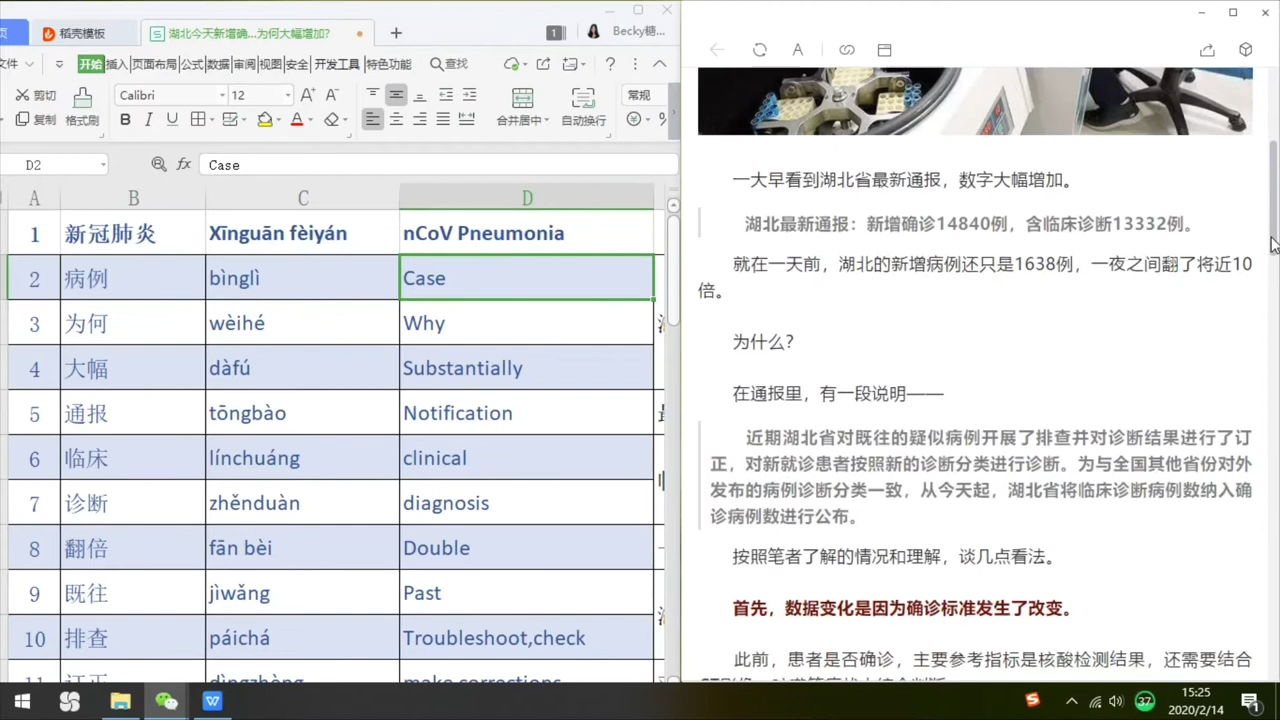 页
稻壳模板
湖北今天新增确...为何大幅增加?
1
Becky糖...
文件
开始
插入
页面布局
公式
数据
审阅
视图
安全
开发工具
特色功能
查找
剪切
复制
格式刷
Calibri
12
B I U
合并居中
自动换行
常规
D2
fx
Case
A B C D
1 新冠肺炎 Xīnguān fèiyán nCoV Pneumonia
2 病例 bìnglì Case
3 为何 wèihé Why
4 大幅 dàfú Substantially
5 通报 tōngbào Notification
6 临床 línchuáng clinical
7 诊断 zhěnduàn diagnosis
8 翻倍 fān bèi Double
9 既往 jìwǎng Past
10 排查 páichá Troubleshoot,check
11 订正 dìngzhèng make corrections
一大早看到湖北省最新通报，数字大幅增加。
湖北最新通报：新增确诊14840例，含临床诊断13332例。
就在一天前，湖北的新增病例还只是1638例，一夜之间翻了将近10
倍。
为什么？
在通报里，有一段说明——
近期湖北省对既往的疑似病例开展了排查并对诊断结果进行了订
正，对新就诊患者按照新的诊断分类进行诊断。为与全国其他省份对外
发布的病例诊断分类一致，从今天起，湖北省将临床诊断病例数纳入确
诊病例数进行公布。
按照笔者了解的情况和理解，谈几点看法。
首先，数据变化是因为确诊标准发生了改变。
此前，患者是否确诊，主要参考指标是核酸检测结果，还需要结合
37
15:25
2020/2/14
1